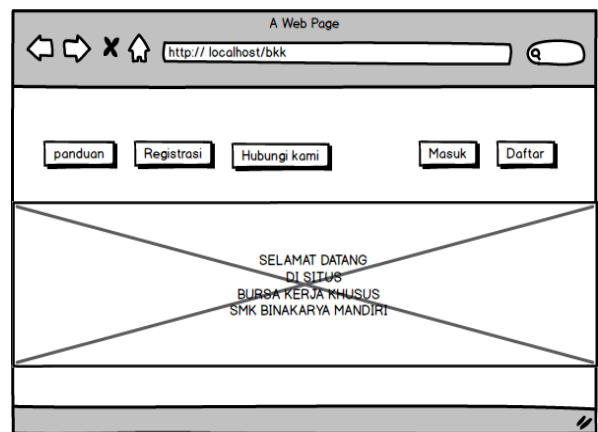 A Web Page
http:// localhost/bkk
panduan
Registrasi
Hubungi kami
Masuk
Daftar
SELAMAT DATANG
DI SITUS
BURSA KERJA KHUSUS
SMK BINAKARYA MANDIRI